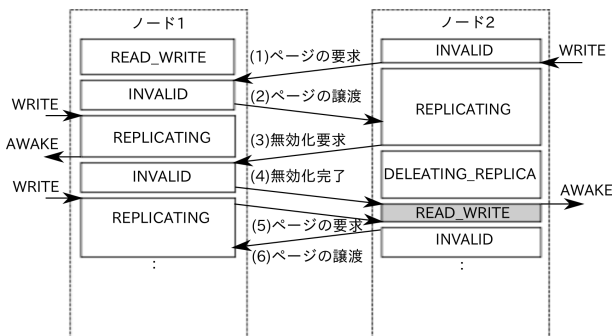 ノード1
ノード2
READ_WRITE
INVALID
WRITE
(1)ページの要求
INVALID
(2)ページの譲渡
REPLICATING
WRITE
REPLICATING
(3)無効化要求
AWAKE
INVALID
(4)無効化完了
DELEATING_REPLICA
WRITE
AWAKE
REPLICATING
READ_WRITE
(5)ページの要求
INVALID
(6)ページの譲渡
:
: